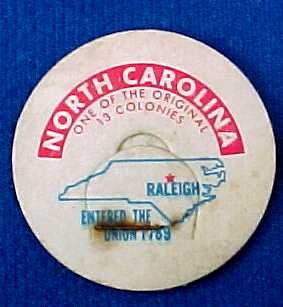 NORTH CAROLINA
ONE OF THE ORIGINAL
13 COLONIES
RALEIGH
ENTERED THE
UNION 1789